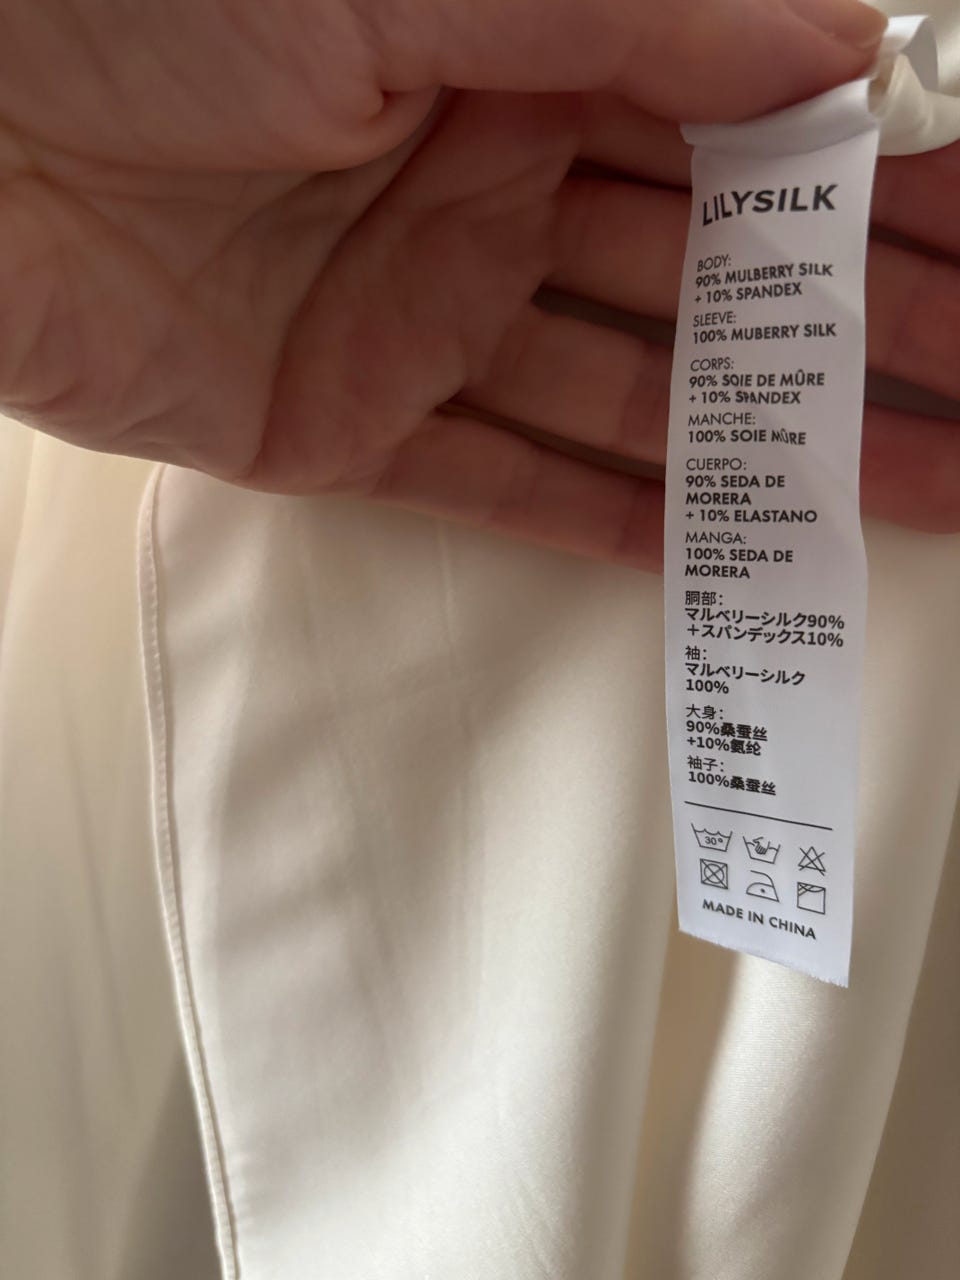 LILYSILK
BODY:
90% MULBERRY SILK
+ 10% SPANDEX
SLEEVE:
100% MUBERRY SILK
CORPS:
90% SOIE DE MÛRE
+ 10% SPANDEX
MANCHE:
100% SOIE MÛRE
CUERPO:
90% SEDA DE
MORERA
+ 10% ELASTANO
MANGA:
100% SEDA DE
MORERA
胴部:
マルベリーシルク90%
＋スパンデックス10%
袖:
マルベリーシルク
100%
大身:
90%桑蚕丝
+10%氨纶
袖子:
100%桑蚕丝
30°
MADE IN CHINA